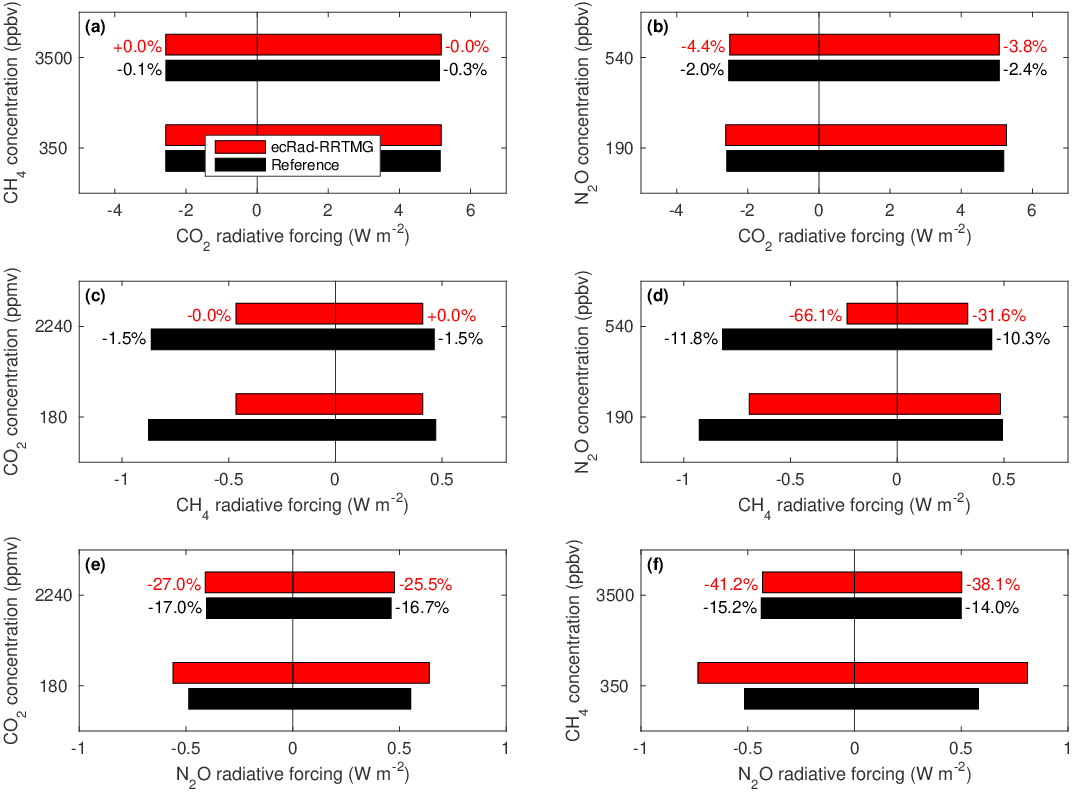 (a)
CH4 concentration (ppbv)
3500
350
+0.0%
-0.0%
-0.1%
-0.3%
ecRad-RRTMG
Reference
-4 -2 0 2 4 6
CO2 radiative forcing (W m-2)
(b)
N2O concentration (ppbv)
540
190
-4.4%
-3.8%
-2.0%
-2.4%
-4 -2 0 2 4 6
CO2 radiative forcing (W m-2)
(c)
CO2 concentration (ppmv)
2240
180
-0.0%
+0.0%
-1.5%
-1.5%
-1 -0.5 0 0.5
CH4 radiative forcing (W m-2)
(d)
N2O concentration (ppbv)
540
190
-66.1%
-31.6%
-11.8%
-10.3%
-1 -0.5 0 0.5
CH4 radiative forcing (W m-2)
(e)
CO2 concentration (ppmv)
2240
180
-27.0%
-25.5%
-17.0%
-16.7%
-1 -0.5 0 0.5 1
N2O radiative forcing (W m-2)
(f)
CH4 concentration (ppbv)
3500
350
-41.2%
-38.1%
-15.2%
-14.0%
-1 -0.5 0 0.5 1
N2O radiative forcing (W m-2)